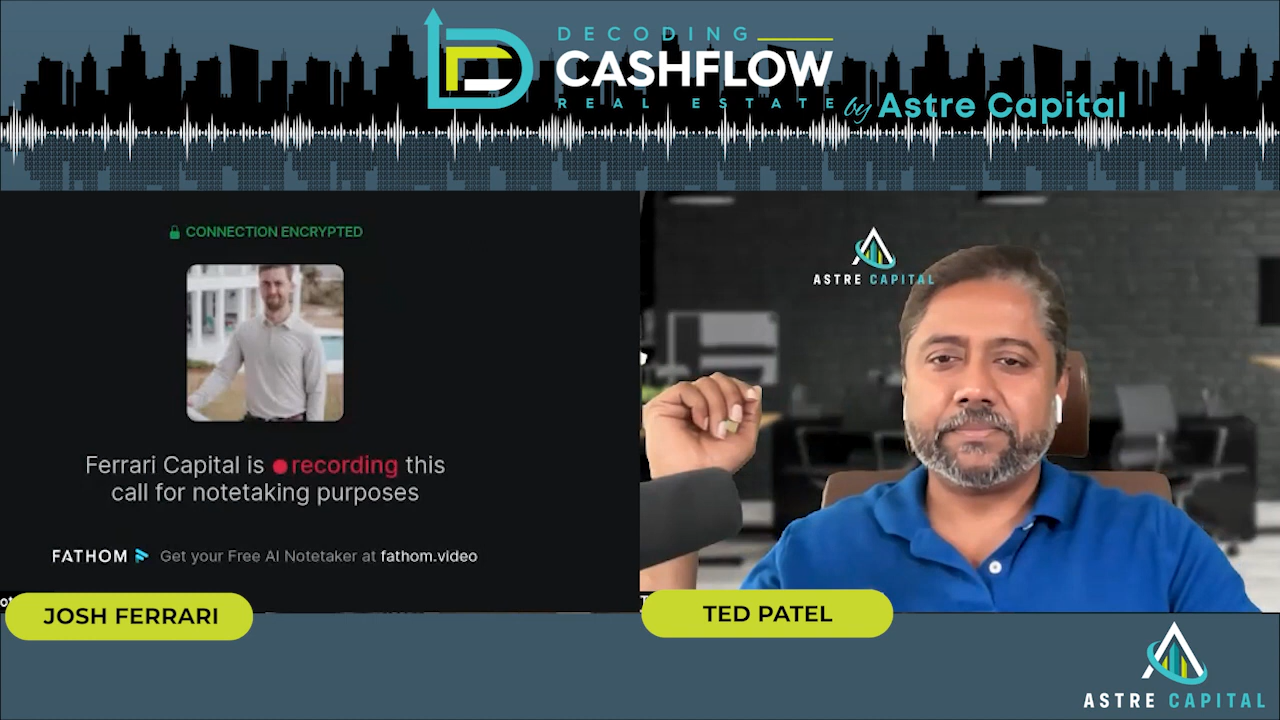 DECODING
CASHFLOW
REAL ESTATE
by Astre Capital
CONNECTION ENCRYPTED
Ferrari Capital is recording this
call for notetaking purposes
FATHOM Get your Free AI Notetaker at fathom.video
JOSH FERRARI
ASTRE CAPITAL
TED PATEL
ASTRE CAPITAL